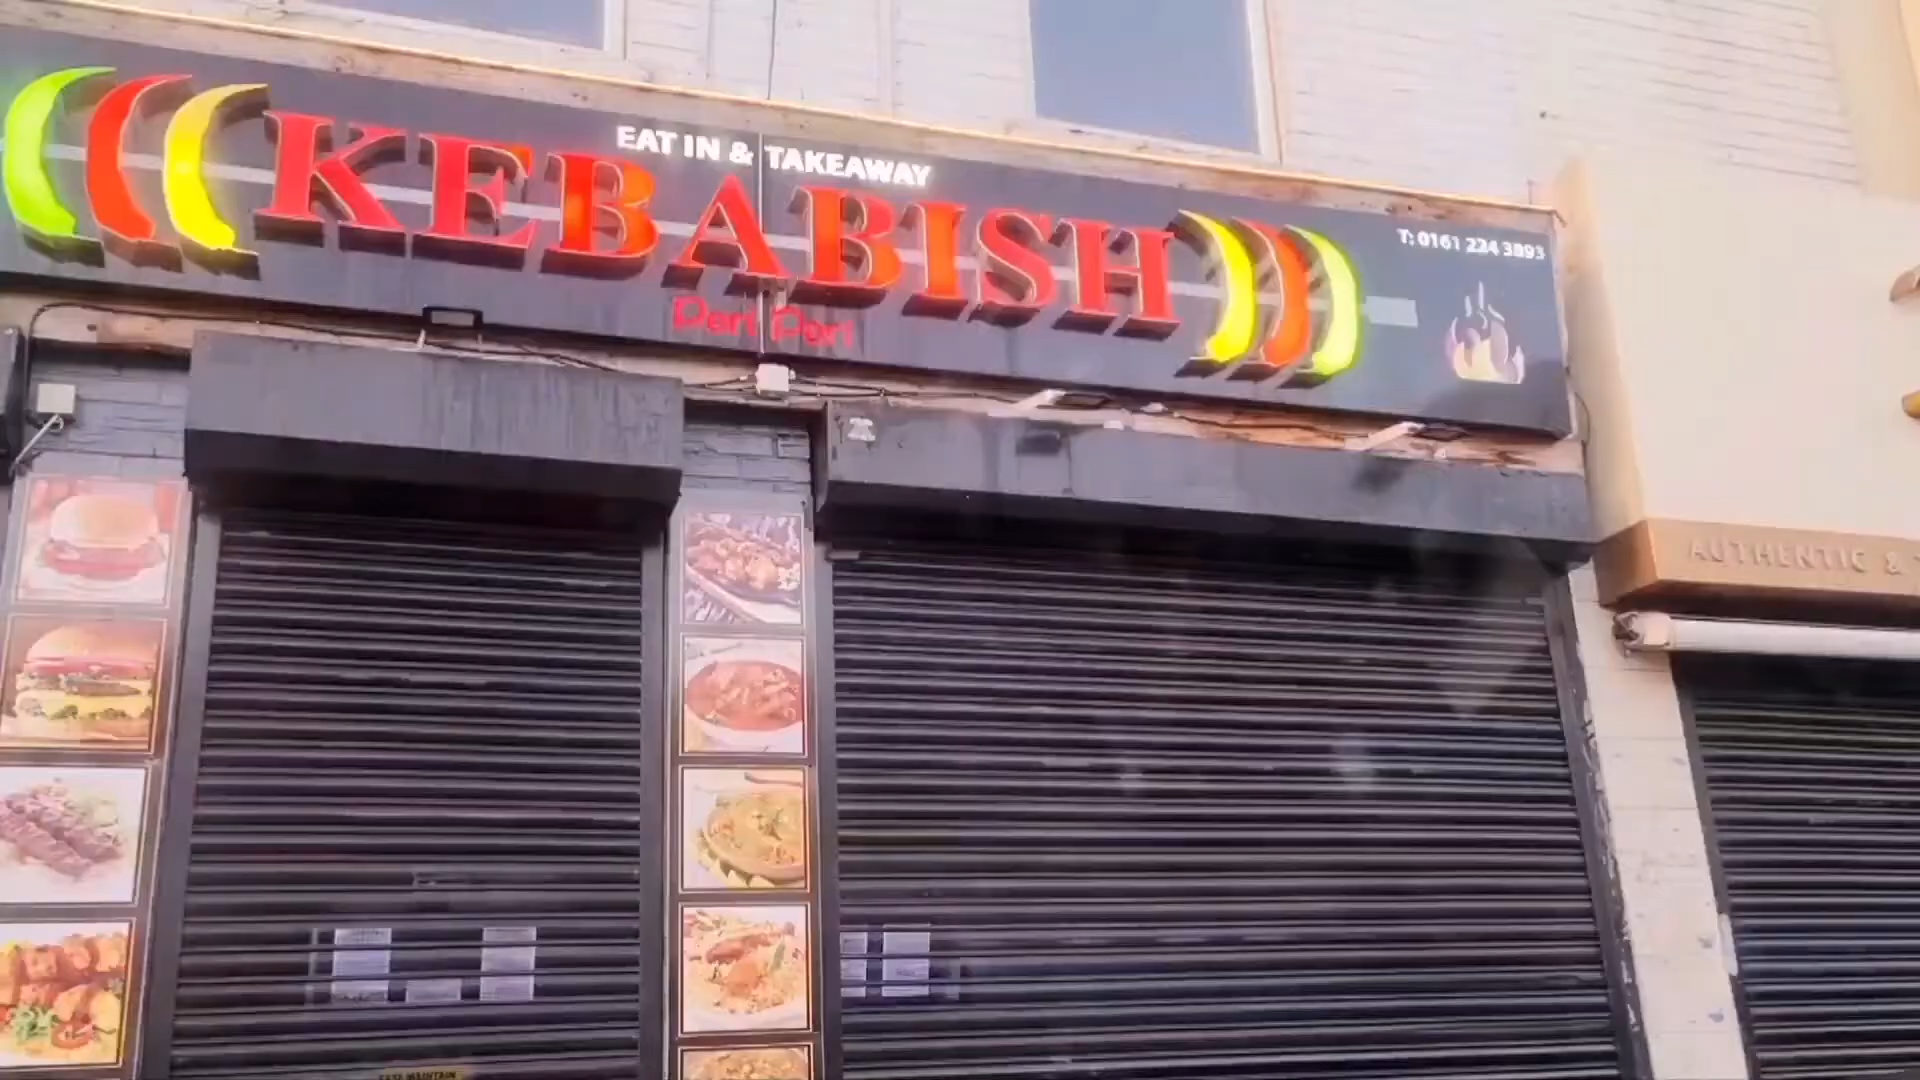 EAT IN & TAKEAWAY
KEBABISH
Peri Peri
T: 0161 224 3893
AUTHENTIC &